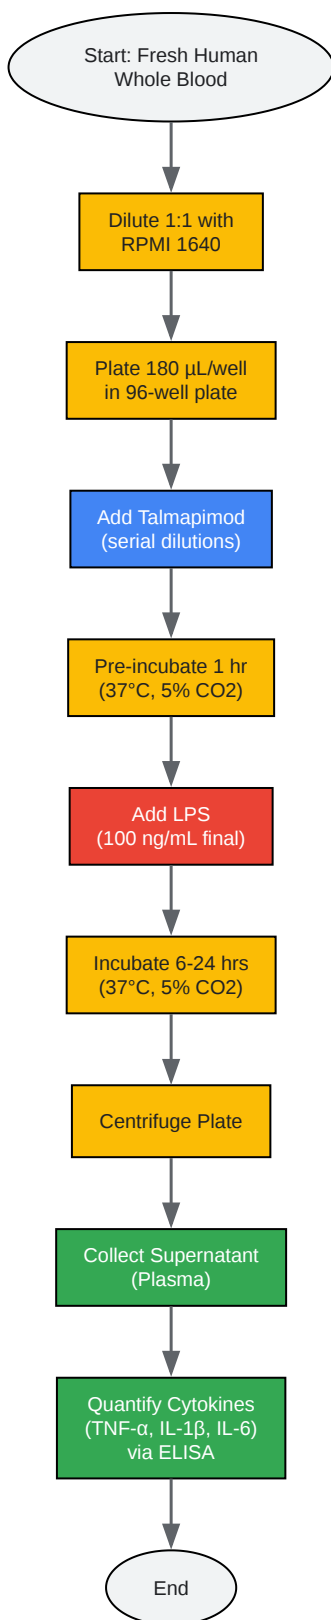 Start: Fresh Human
Whole Blood
Dilute 1:1 with
RPMI 1640
Plate 180 µL/well
in 96-well plate
Add Talmapimod
(serial dilutions)
Pre-incubate 1 hr
(37°C, 5% CO2)
Add LPS
(100 ng/mL final)
Incubate 6-24 hrs
(37°C, 5% CO2)
Centrifuge Plate
Collect Supernatant
(Plasma)
Quantify Cytokines
(TNF-α, IL-1β, IL-6)
via ELISA
End